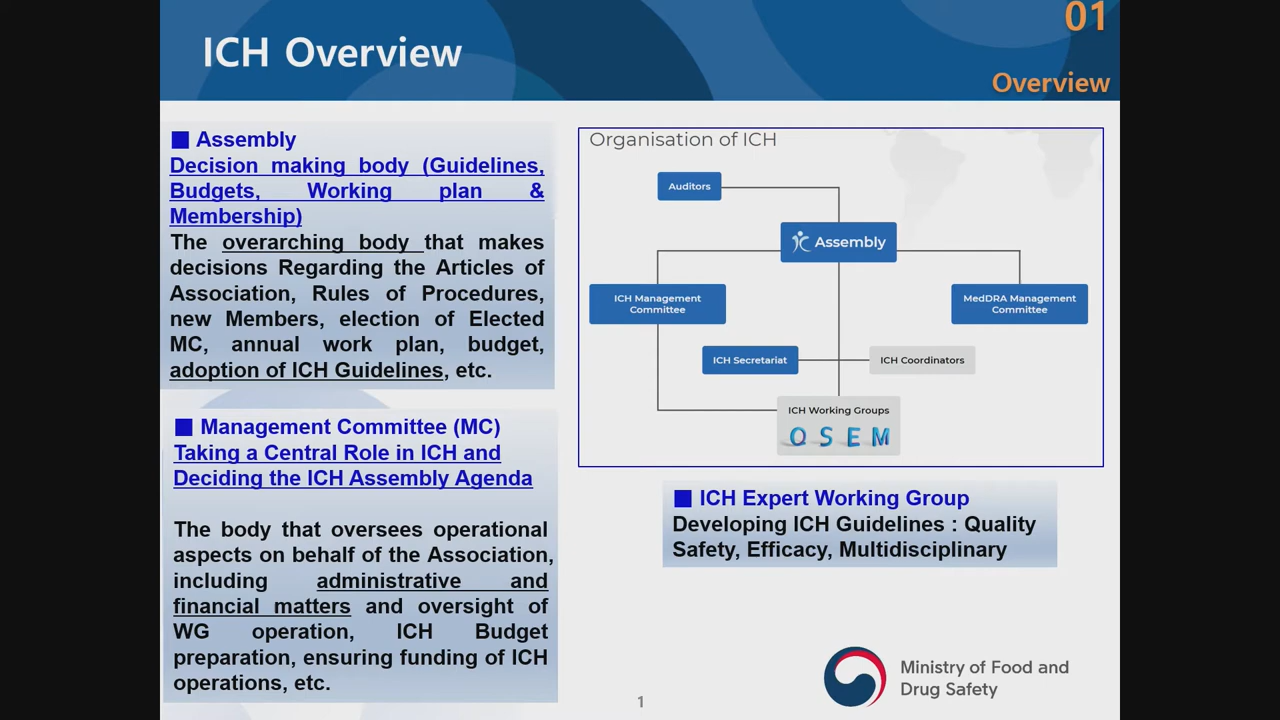 01
ICH Overview
Overview
■ Assembly
Decision making body (Guidelines,
Budgets, Working plan &
Membership)
The overarching body that makes
decisions Regarding the Articles of
Association, Rules of Procedures,
new Members, election of Elected
MC, annual work plan, budget,
adoption of ICH Guidelines, etc.
■ Management Committee (MC)
Taking a Central Role in ICH and
Deciding the ICH Assembly Agenda
The body that oversees operational
aspects on behalf of the Association,
including administrative and
financial matters and oversight of
WG operation, ICH Budget
preparation, ensuring funding of ICH
operations, etc.
Organisation of ICH
Auditors
Assembly
ICH Management
Committee
MedDRA Management
Committee
ICH Secretariat
ICH Coordinators
ICH Working Groups
Q S E M
■ ICH Expert Working Group
Developing ICH Guidelines : Quality
Safety, Efficacy, Multidisciplinary
Ministry of Food and
Drug Safety
1